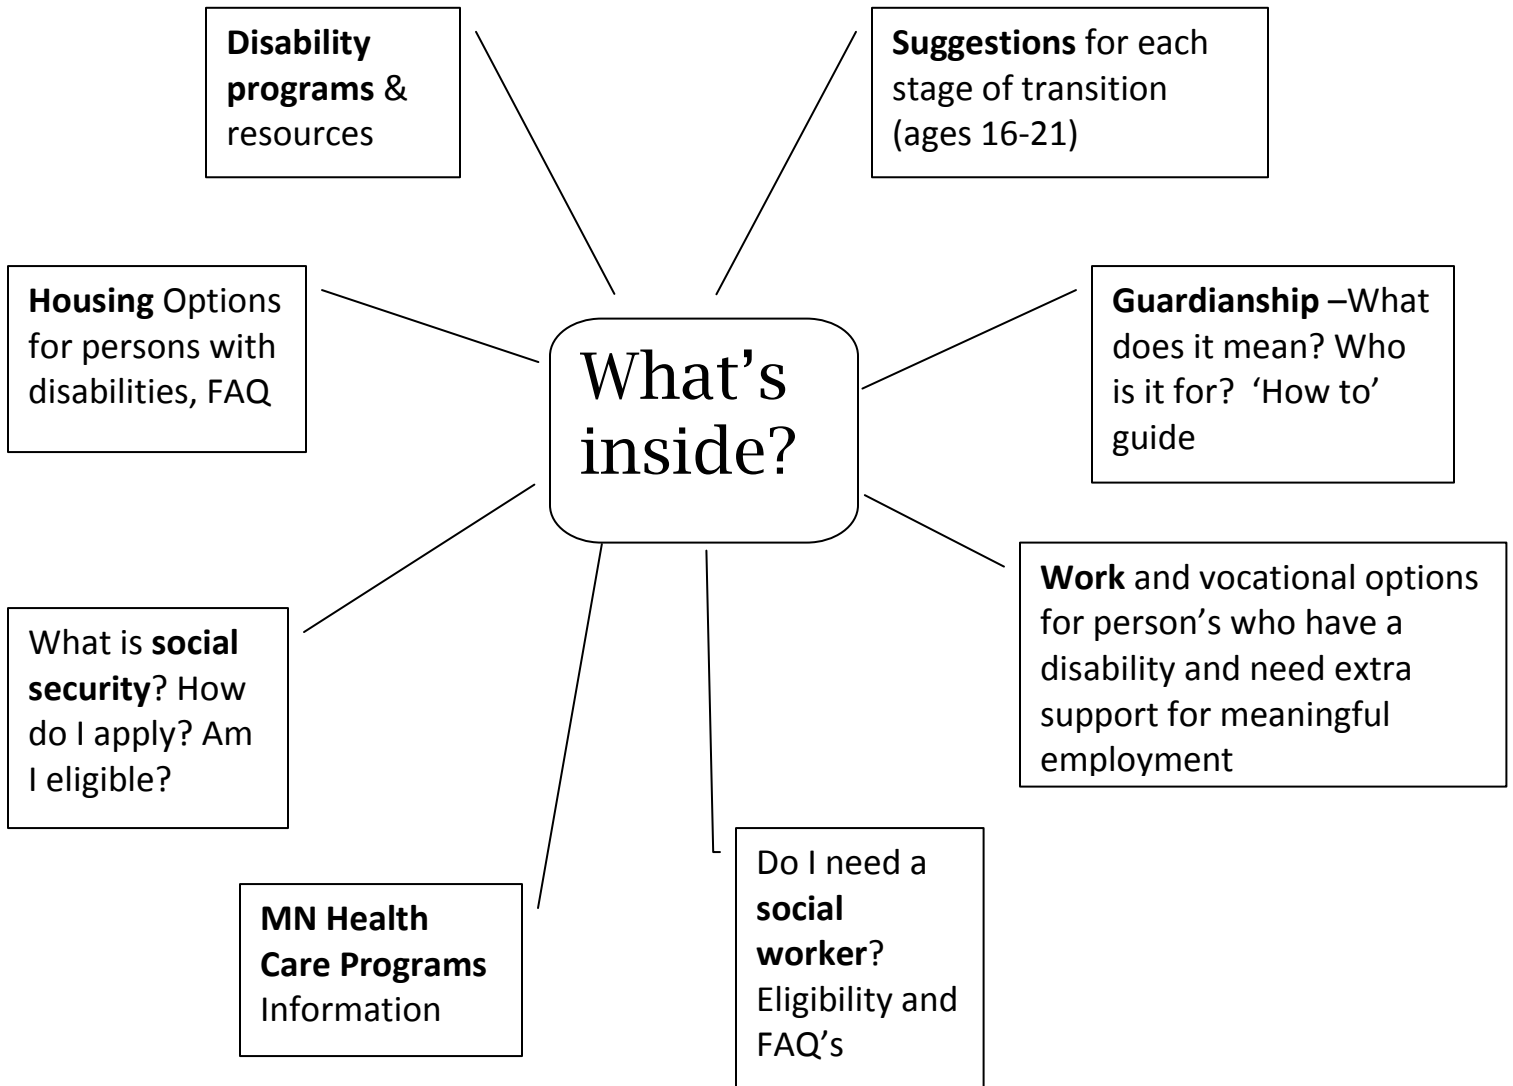 Disability
programs &
resources
Suggestions for each
stage of transition
(ages 16-21)
Housing Options
for persons with
disabilities, FAQ
What's
inside?
Guardianship –What
does it mean? Who
is it for?  ‘How to’
guide
What is social
security? How
do I apply? Am
I eligible?
Work and vocational options
for person’s who have a
disability and need extra
support for meaningful
employment
MN Health
Care Programs
Information
Do I need a
social
worker?
Eligibility and
FAQ’s